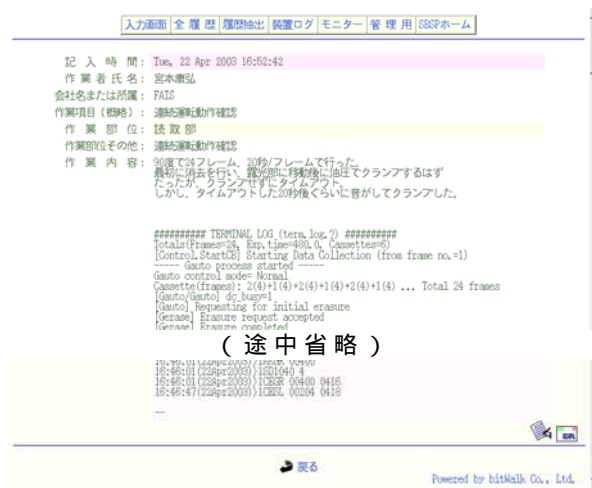 入力画面 全履歴 履歴抽出 装置ログ モニター 管理用 SBSPホーム
記入時間: Tue, 22 Apr 2003 16:52:42
作業者氏名: 宮本康弘
会社名または所属: FAIS
作業項目(概略): 連続運転動作確認
作業部位: 読取部
作業部位その他: 連続運転動作確認
作業内容: 90度で24フレーム、20秒/フレームで行った。
最初に消去を行い、露光部に移動後に油圧でクランプするはず
だったが、クランプせずにタイムアウト。
しかし、タイムアウトした20秒後ぐらいに音がしてクランプした。
########## TERMINAL LOG (term.log.?) ##########
Totals(Frames=24, Exp.time=480.0, Cassettes=6)
[Control.StartCB] Starting Data Collection (from frame no.=1)
----- Gauto process started -----
Gauto control mode= Normal
Cassette(frames): 2(4)+1(4)+2(4)+1(4)+2(4)+1(4) ... Total 24 frames
[Gauto/Gauto] dc_busy=1
[Gauto] Requesting for initial erasure
[Gerase] Erasure request accepted
[Gerase] Erasure completed
(途中省略)
16:46:01(22Apr2003)
16:46:01(22Apr2003))ISD1040 4
16:46:01(22Apr2003))ICEGR 00400 0416
16:46:47(22Apr2003))ICESL 00204 0418
--
戻る
Powered by bitWalk Co., Ltd.